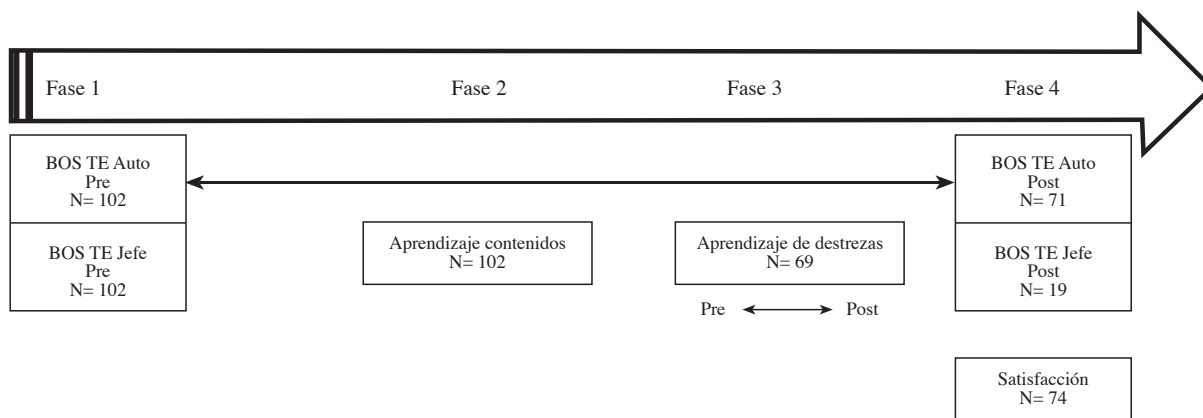 Fase 1
Fase 2
Fase 3
Fase 4
BOS TE Auto
Pre
N= 102
BOS TE Jefe
Pre
N= 102
Aprendizaje contenidos
N= 102
Aprendizaje de destrezas
N= 69
Pre
Post
BOS TE Auto
Post
N= 71
BOS TE Jefe
Post
N= 19
Satisfacción
N= 74